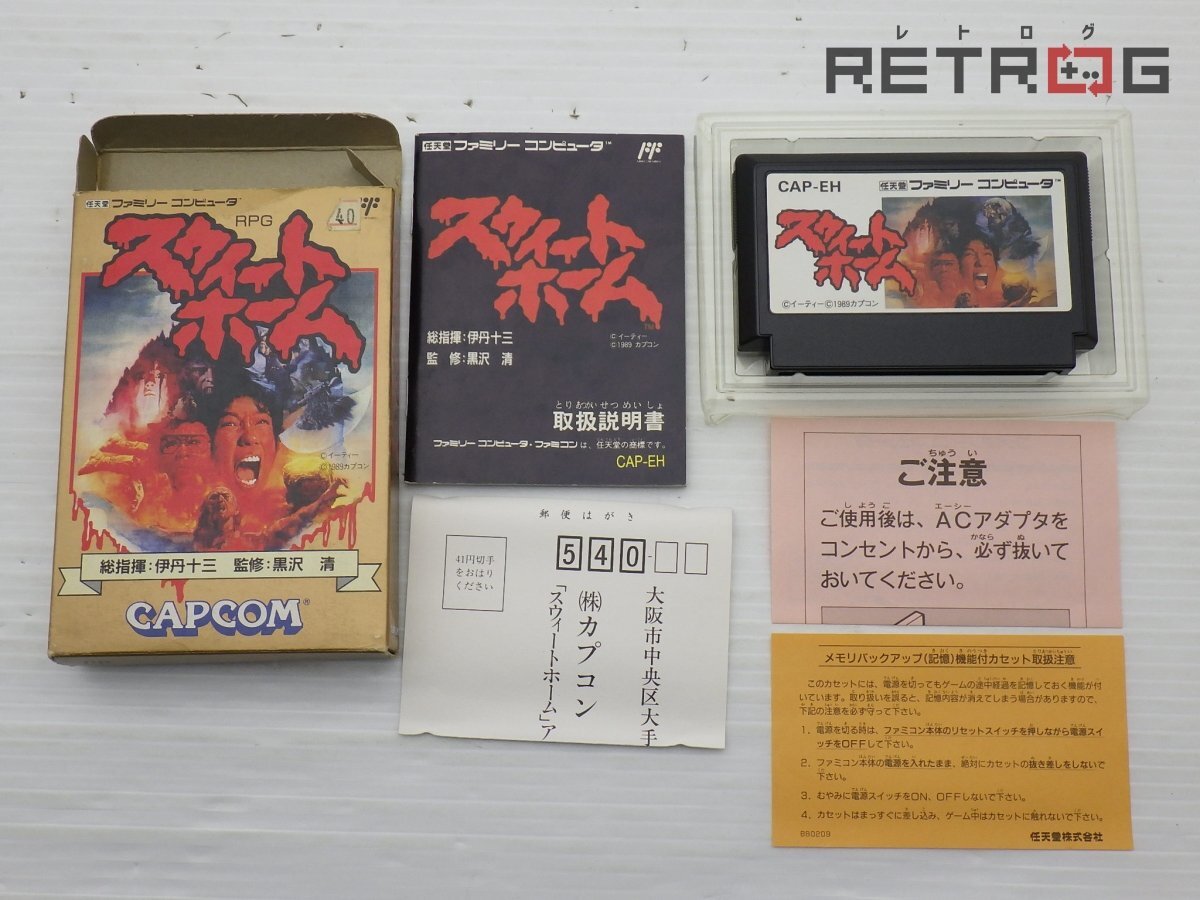 レトログ
RETROG
任天堂 ファミリー コンピュータ™
RPG
40
スウィート
ホーム
©イーティー
©1989カプコン
総指揮:伊丹十三 監修:黒沢 清
CAPCOM®
任天堂 ファミリー コンピュータ™
スウィート
ホーム™
総指揮:伊丹十三
監 修:黒沢 清
©イーティー
©1989 カプコン
とりあつかいせつめいしょ
取扱説明書
ファミリー コンピュータ・ファミコンは、任天堂の商標です。
CAP-EH
CAP-EH
任天堂 ファミリー コンピュータ™
スウィート
ホーム
©イーティー©1989カプコン
郵便はがき
41円切手
をおはり
ください
540-
大阪市中央区大手
(株)カプコン
「スウィートホーム」ア
ちゅう い
ご注意
しようご エーシー
ご使用後は、ACアダプタを
かなら ぬ
コンセントから、必ず抜いて
おいてください。
メモリバックアップ(記憶)機能付カセット取扱注意
このカセットには、電源を切ってもゲームの途中経過を記憶しておく機能が付
いています。取り扱いを誤ると、記憶内容が消えてしまう場合がありますので、
下記の注意を必ず守って下さい。
1. 電源を切る時は、ファミコン本体のリセットスイッチを押しながら電源スイ
ッチをOFFして下さい。
2. ファミコン本体の電源を入れたまま、絶対にカセットの抜き差しをしないで
下さい。
3. むやみに電源スイッチをON、OFFしないで下さい。
4. カセットはまっすぐに差し込み、ゲーム中はカセットに触れないで下さい。
BB0209
任天堂株式会社